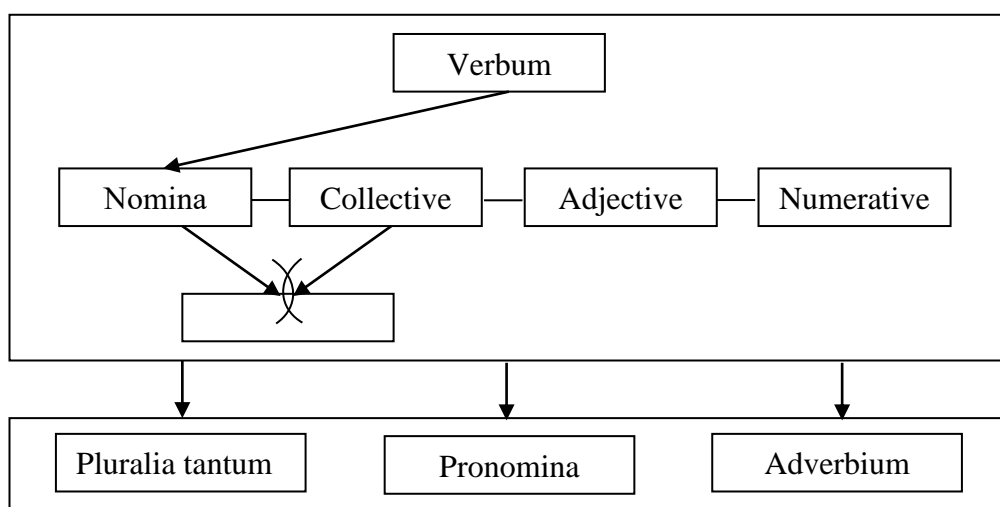 Verbum
Nomina
Collective
Adjective
Numerative
Pluralia tantum
Pronomina
Adverbium